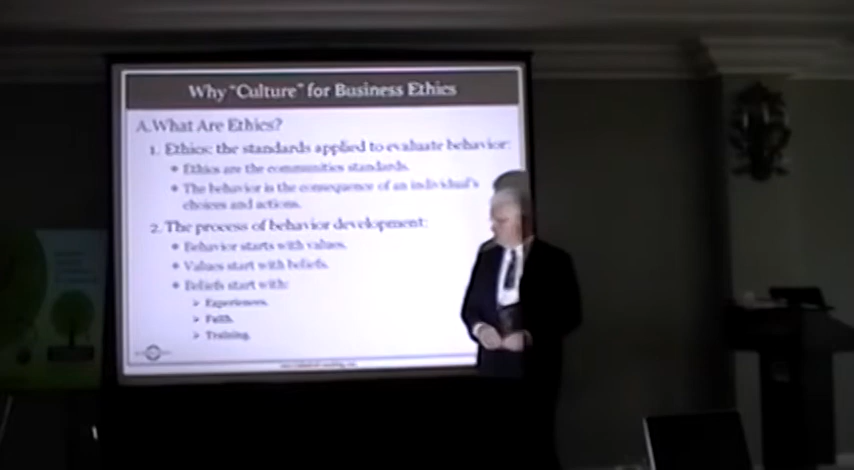 Why "Culture" for Business Ethics
A. What Are Ethics?
1. Ethics: the standards applied to evaluate behavior:
• Ethics are the communities standards.
• The behavior is the consequence of an individual's
choices and actions.
2. The process of behavior development:
• Behavior starts with values.
• Values start with beliefs.
• Beliefs start with:
➢ Experiences.
➢ Faith.
➢ Training.